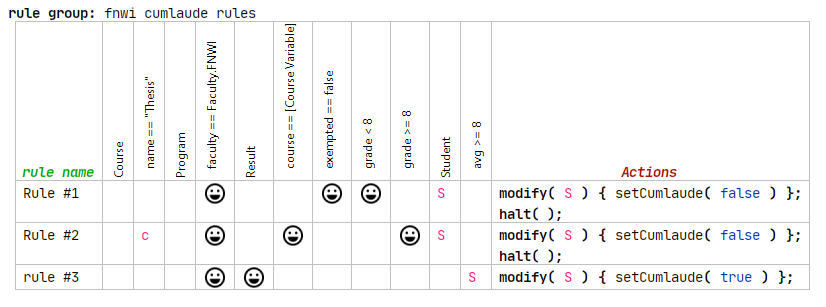 rule group: fnwi cumlaude rules
rule name
Course
name == "Thesis"
Program
faculty == Faculty.FNWI
Result
course == [Course Variable]
exempted == false
grade < 8
grade >= 8
Student
avg >= 8
Actions
Rule #1 S modify( S ) { setCumlaude( false ) };
halt( );
Rule #2 c S modify( S ) { setCumlaude( false ) };
halt( );
rule #3 S modify( S ) { setCumlaude( true ) };